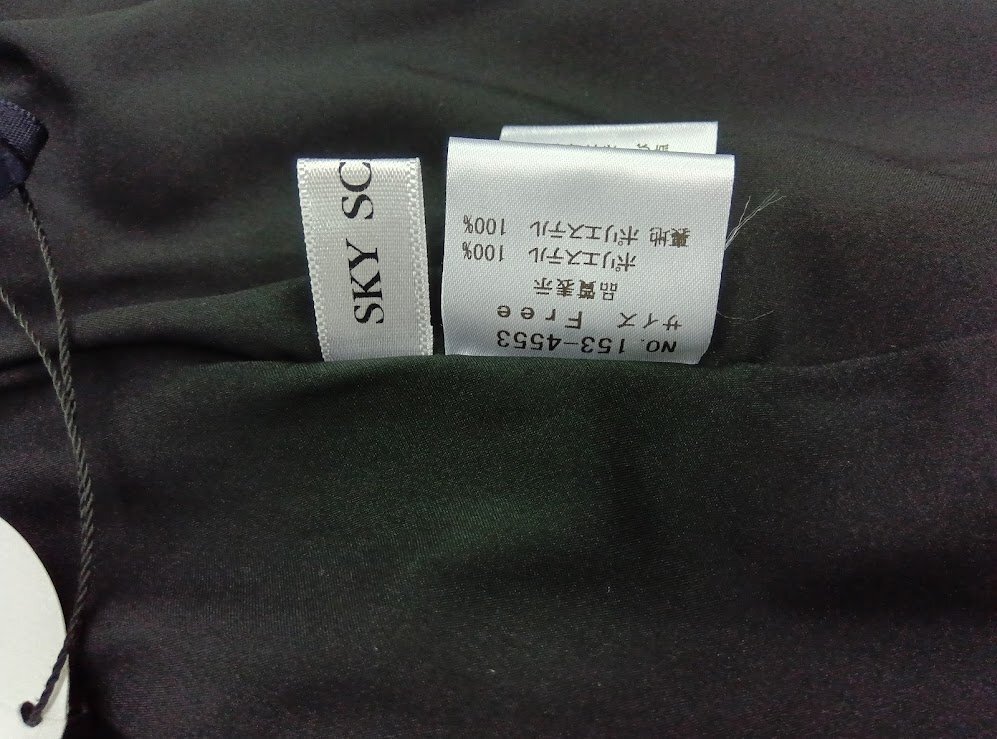 SKY SC
NO. 153-4553
サイズ Free
品質表示
ポリエステル 100%
裏地 ポリエステル 100%